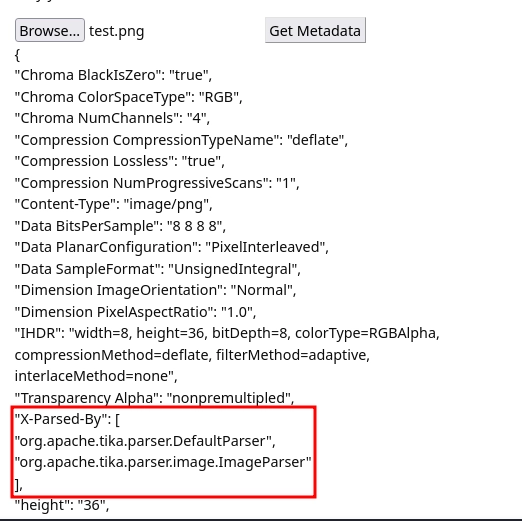 Browse... test.png Get Metadata
{
"Chroma BlackIsZero": "true",
"Chroma ColorSpaceType": "RGB",
"Chroma NumChannels": "4",
"Compression CompressionTypeName": "deflate",
"Compression Lossless": "true",
"Compression NumProgressiveScans": "1",
"Content-Type": "image/png",
"Data BitsPerSample": "8 8 8 8",
"Data PlanarConfiguration": "PixelInterleaved",
"Data SampleFormat": "UnsignedIntegral",
"Dimension ImageOrientation": "Normal",
"Dimension PixelAspectRatio": "1.0",
"IHDR": "width=8, height=36, bitDepth=8, colorType=RGBAlpha,
compressionMethod=deflate, filterMethod=adaptive,
interlaceMethod=none",
"Transparency Alpha": "nonpremultipled",
"X-Parsed-By": [
"org.apache.tika.parser.DefaultParser",
"org.apache.tika.parser.image.ImageParser"
],
"height": "36",